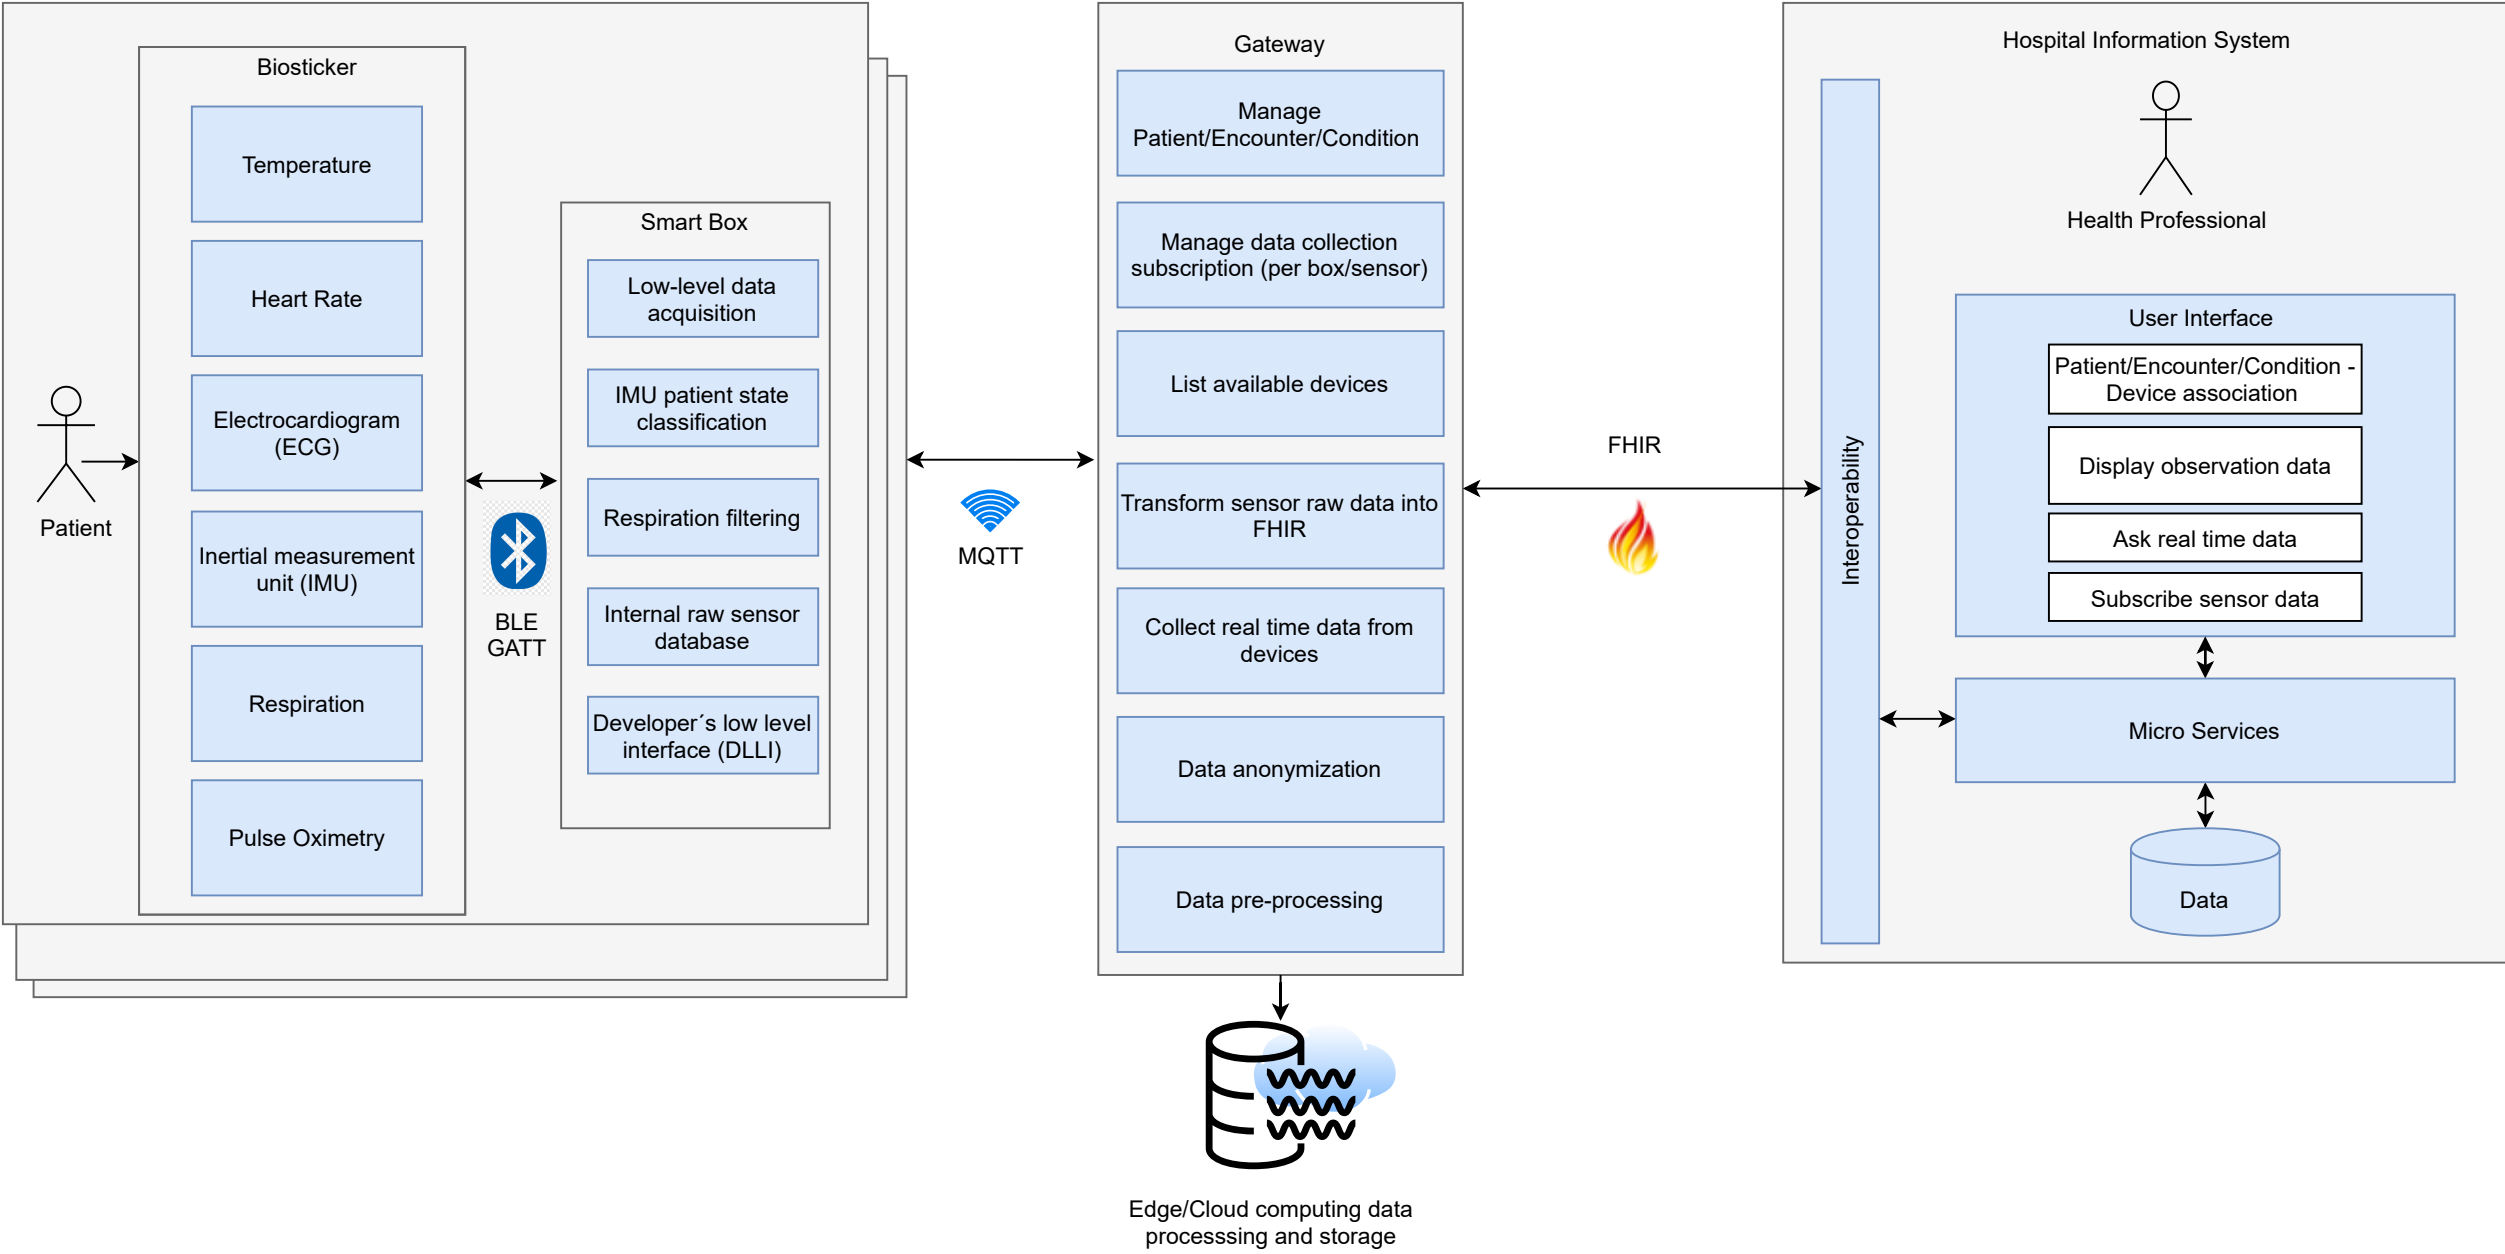 Biosticker
Temperature
Heart Rate
Electrocardiogram
(ECG)
Inertial measurement
unit (IMU)
Respiration
Pulse Oximetry
Patient
BLE
GATT
Smart Box
Low-level data
acquisition
IMU patient state
classification
Respiration filtering
Internal raw sensor
database
Developer´s low level
interface (DLLI)
MQTT
Gateway
Manage
Patient/Encounter/Condition
Manage data collection
subscription (per box/sensor)
List available devices
Transform sensor raw data into
FHIR
Collect real time data from
devices
Data anonymization
Data pre-processing
Edge/Cloud computing data
processsing and storage
FHIR
Hospital Information System
Interoperability
Health Professional
User Interface
Patient/Encounter/Condition -
Device association
Display observation data
Ask real time data
Subscribe sensor data
Micro Services
Data